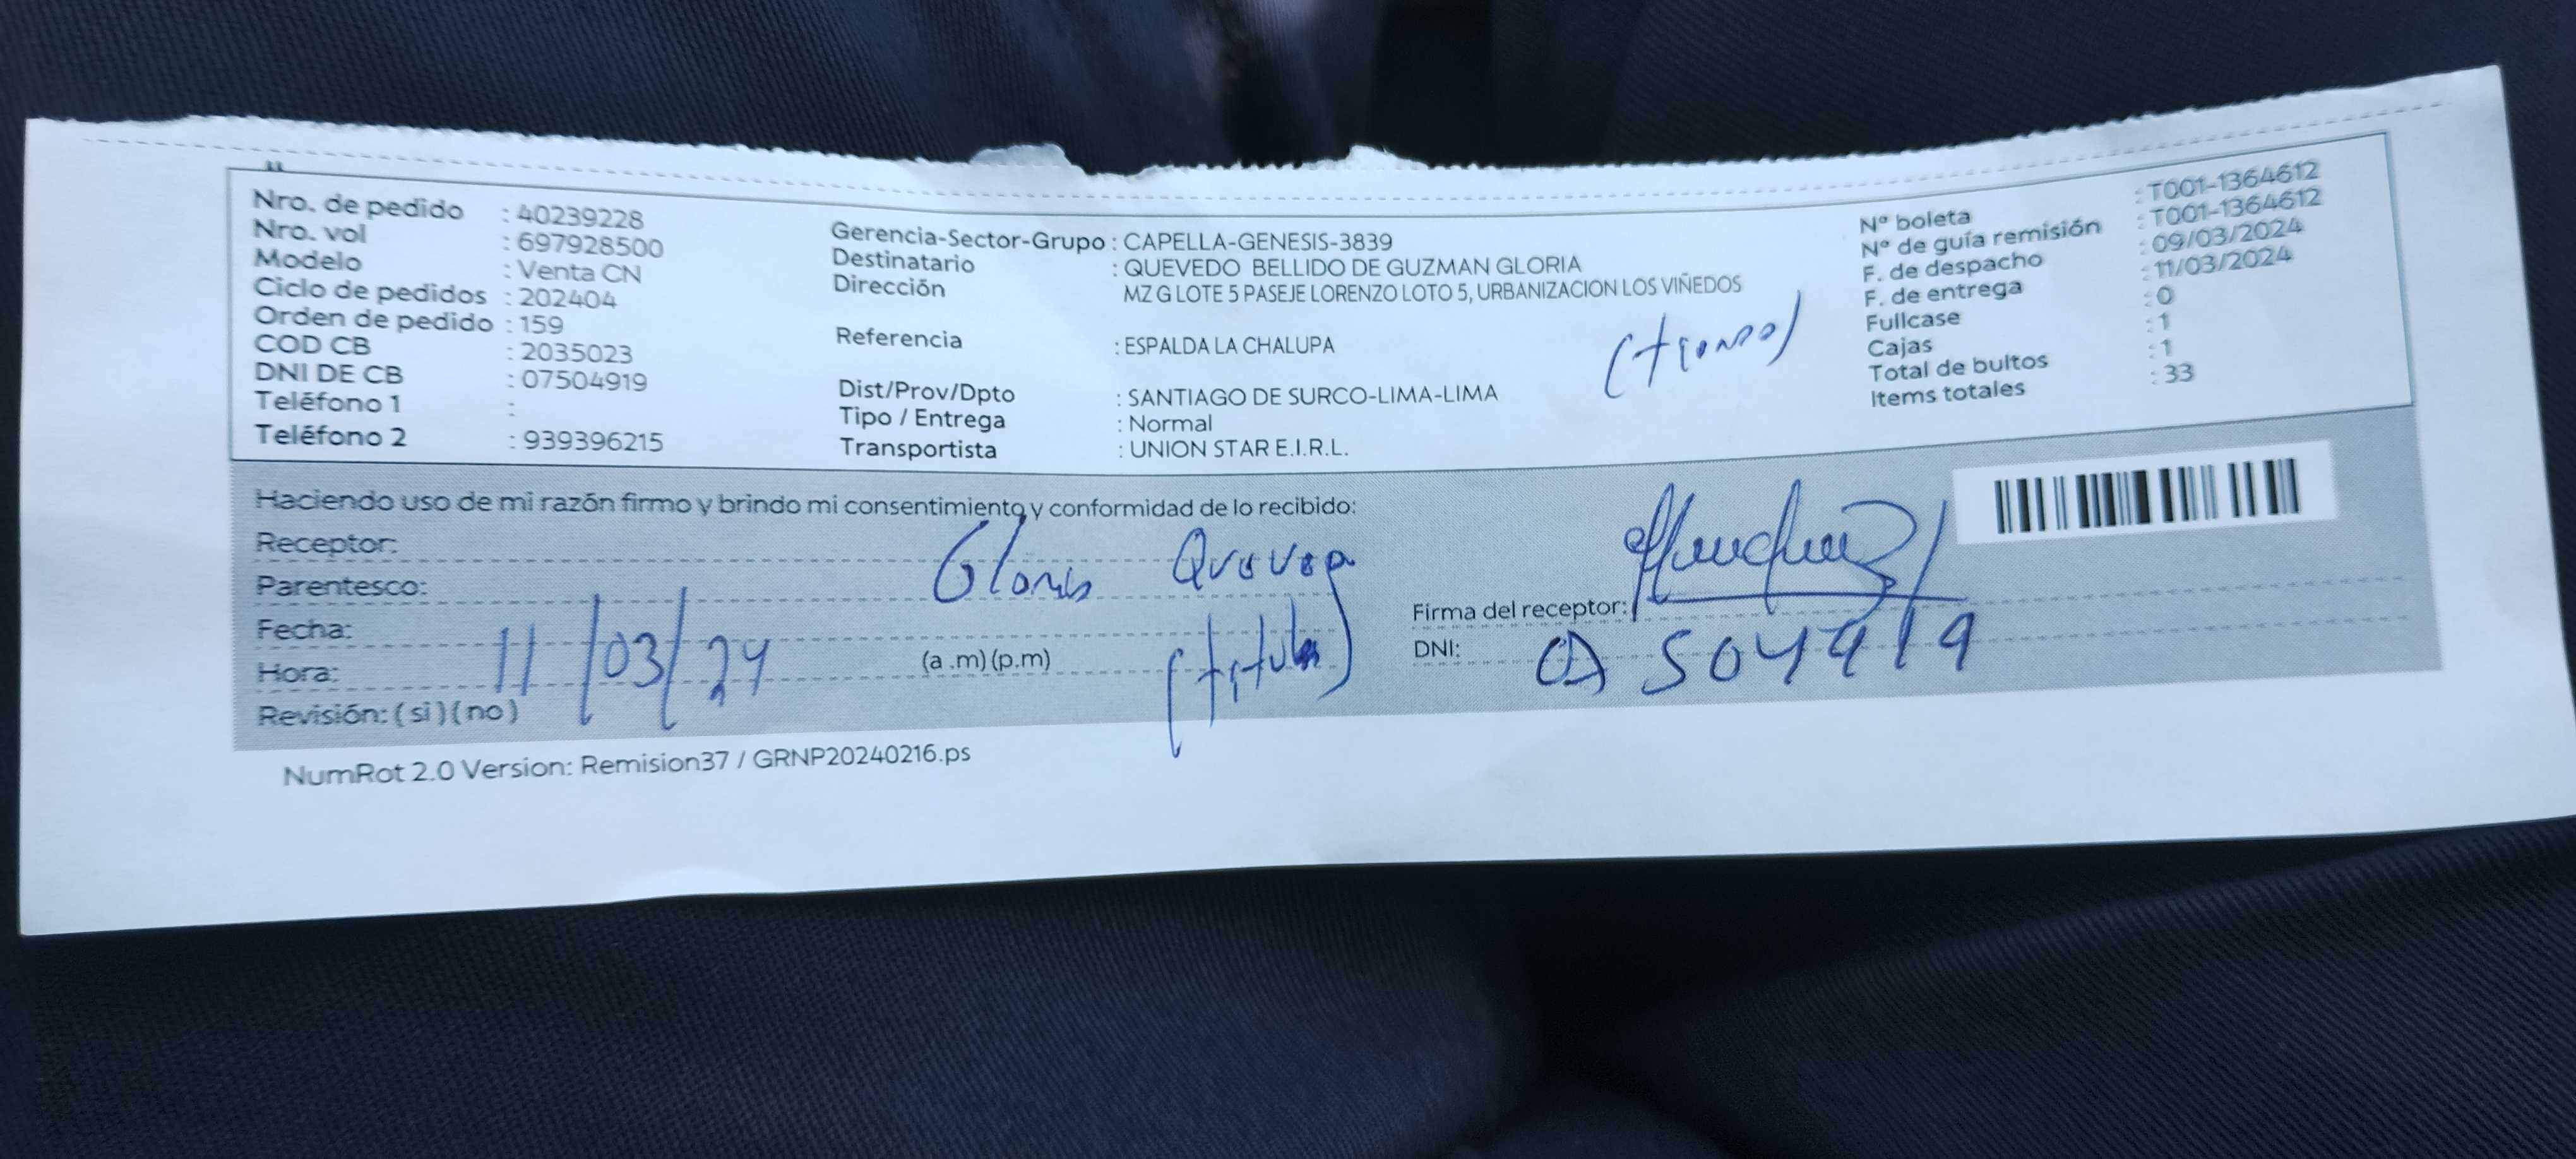 Nro. de pedido : 40239228
Nro. vol : 697928500
Modelo : Venta CN
Ciclo de pedidos : 202404
Orden de pedido : 159
COD CB : 2035023
DNI DE CB : 07504919
Teléfono 1 :
Teléfono 2 : 939396215
Gerencia-Sector-Grupo : CAPELLA-GENESIS-3839
Destinatario : QUEVEDO BELLIDO DE GUZMAN GLORIA
Dirección MZ G LOTE 5 PASEJE LORENZO LOTO 5, URBANIZACION LOS VIÑEDOS
Referencia : ESPALDA LA CHALUPA
Dist/Prov/Dpto : SANTIAGO DE SURCO-LIMA-LIMA
Tipo / Entrega : Normal
Transportista : UNION STAR E.I.R.L.
Nº boleta : T001-1364612
Nº de guía remisión : T001-1364612
F. de despacho : 09/03/2024
F. de entrega : 11/03/2024
Fullcase : 0
Cajas : 1
Total de bultos : 1
Items totales : 33
Haciendo uso de mi razón firmo y brindo mi consentimiento y conformidad de lo recibido:
Receptor:
Parentesco:
Fecha:
Hora: (a .m) (p.m)
Revisión: ( si ) ( no )
11/03/24
(titular)
Firma del receptor:
DNI: 07504919
NumRot 2.0 Version: Remision37 / GRNP20240216.ps